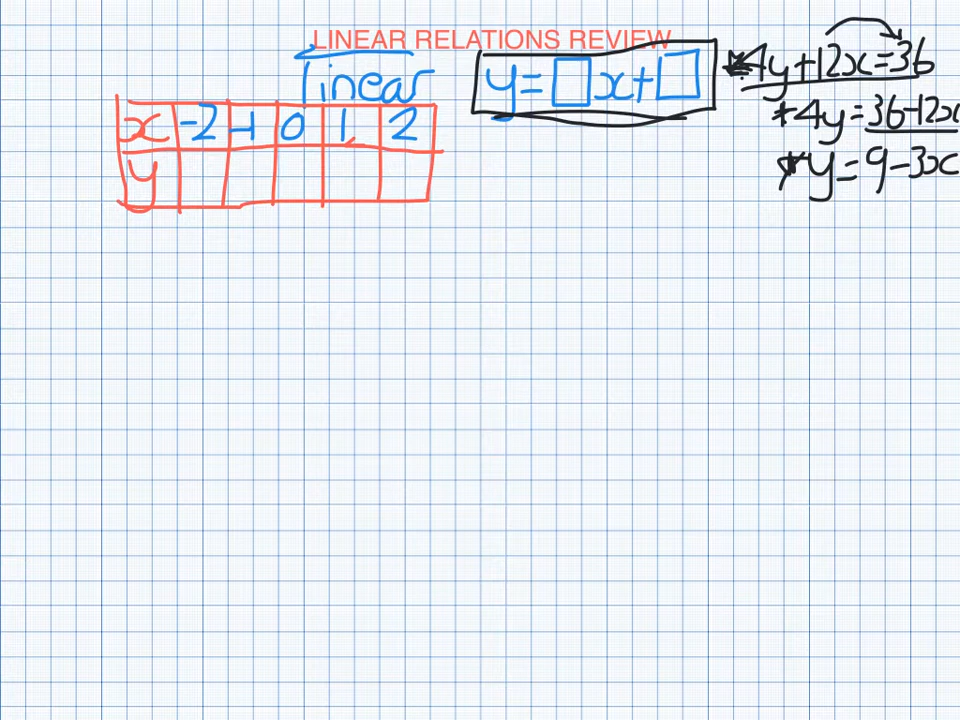 LINEAR RELATIONS REVIEW
linear
y = □x + □
4y + 12x = 36
4y = 36 - 12x
y = 9 - 3x
x -2 -1 0 1 2
y